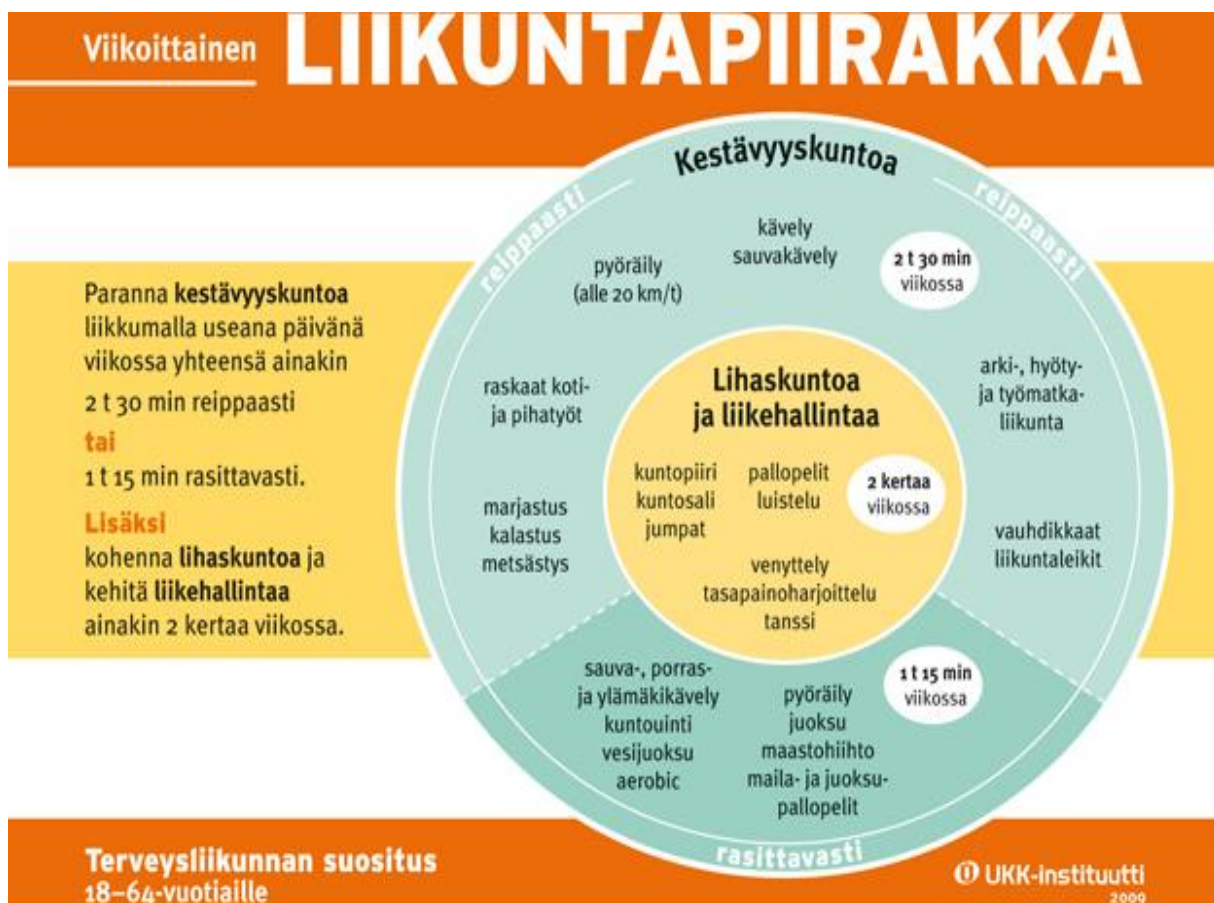 Viikoittainen LIIKUNTAPIIRAKKA
Paranna kestävyyskuntoa
liikkumalla useana päivänä
viikossa yhteensä ainakin
2 t 30 min reippaasti
tai
1 t 15 min rasittavasti.
Lisäksi
kohenna lihaskuntoa ja
kehitä liikehallintaa
ainakin 2 kertaa viikossa.
Kestävyyskuntoa
reippaasti
reippaasti
kävely
sauvakävely
2 t 30 min
viikossa
pyöräily
(alle 20 km/t)
raskaat koti-
ja pihatyöt
marjastus
kalastus
metsästys
arki-, hyöty-
ja työmatka-
liikunta
vauhdikkaat
liikuntaleikit
Lihaskuntoa
ja liikehallintaa
kuntopiiri
kuntosali
jumpat
pallopelit
luistelu
2 kertaa
viikossa
venyttely
tasapainoharjoittelu
tanssi
sauva-, porras-
ja ylämäkikävely
kuntouinti
vesijuoksu
aerobic
pyöräily
juoksu
maastohiihto
maila- ja juoksu-
pallopelit
1 t 15 min
viikossa
rasittavasti
Terveysliikunnan suositus
18–64-vuotiaille
UKK-instituutti
2009